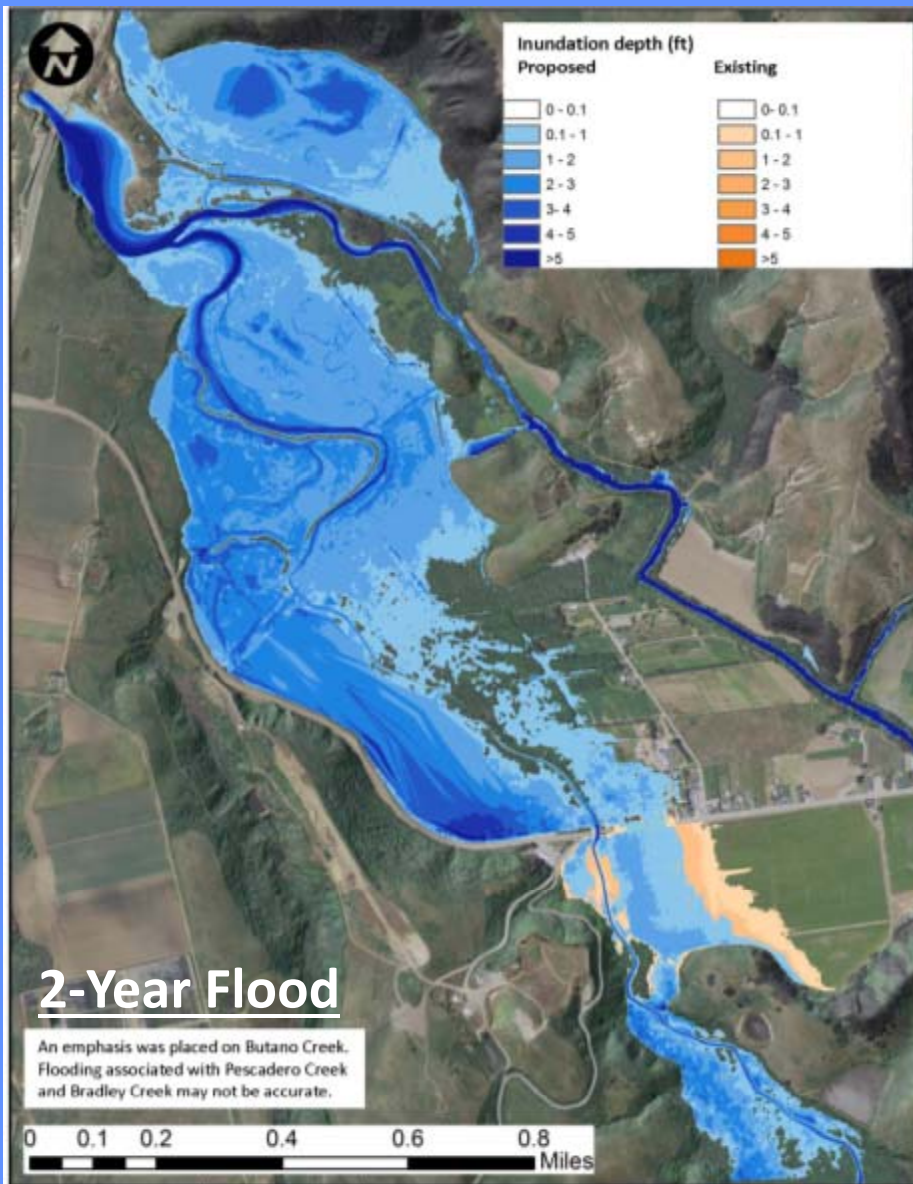 N
Inundation depth (ft)
Proposed Existing
0 - 0.1 0- 0.1
0.1 - 1 0.1 - 1
1 - 2 1 - 2
2 - 3 2 - 3
3- 4 3 - 4
4 - 5 4 - 5
>5 >5
2-Year Flood
An emphasis was placed on Butano Creek.
Flooding associated with Pescadero Creek
and Bradley Creek may not be accurate.
0 0.1 0.2 0.4 0.6 0.8
Miles